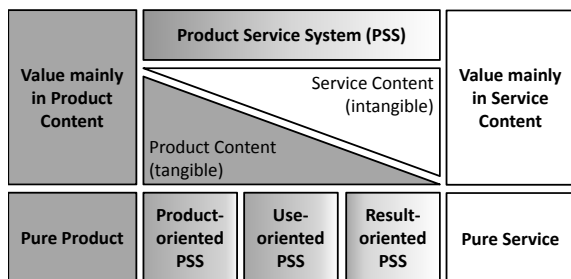 Product Service System (PSS)
Value mainly
in Product
Content
Service Content
(intangible)
Product Content
(tangible)
Value mainly
in Service
Content
Pure Product
Product-
oriented
PSS
Use-
oriented
PSS
Result-
oriented
PSS
Pure Service